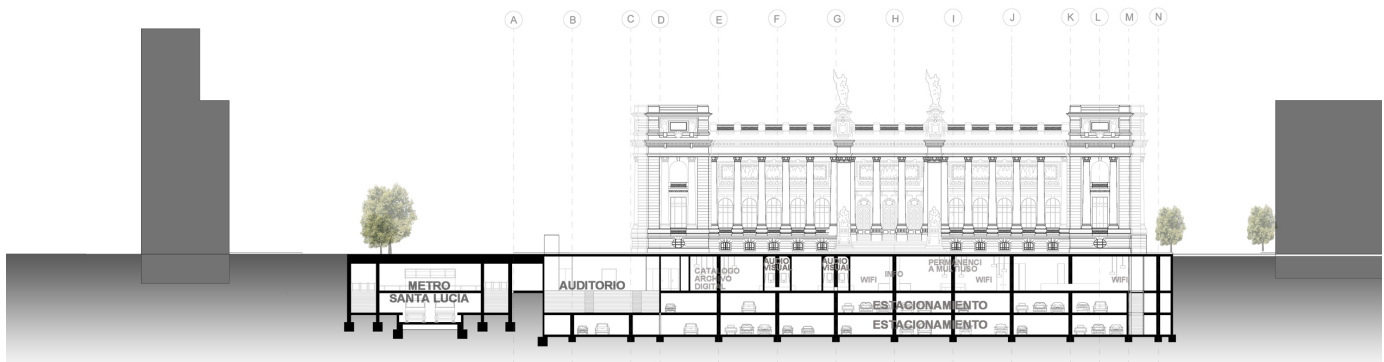 A B C D E F G H I J K L M N
AUDIO
VISUAL
AUDIO
VISUAL
CATALOGO
ARCHIVO
DIGITAL
WIFI
INFO
PERMANENCI
A MULTIUSO
WIFI
WIFI
METRO
SANTA LUCIA
AUDITORIO
ESTACIONAMIENTO
ESTACIONAMIENTO